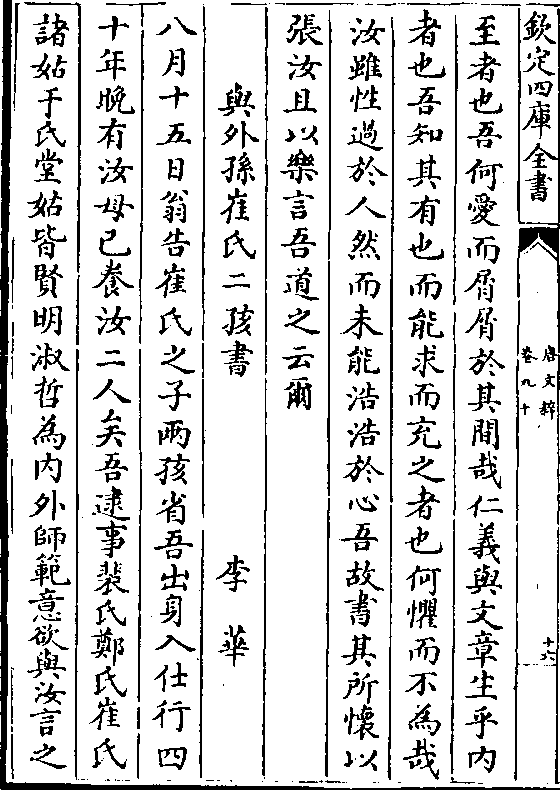 欽定四庫全書
唐文粹
卷九十
十六
至者也吾何愛而屑屑於其間哉仁義與文章生乎内
者也吾知其有也而能求而充之者也何懼而不為哉
汝雖性過於人然而未能浩浩於心吾故書其所懷以
張汝且以樂言吾道之云爾
與外孫崔氏二孩書 李華
八月十五日翁告崔氏之子兩孩省吾出身入仕行四
十年晚有汝母已養汝二人矣吾逮事裴氏鄭氏崔氏
諸姑于氏堂姑皆賢明淑哲為内外師範意欲與汝言之